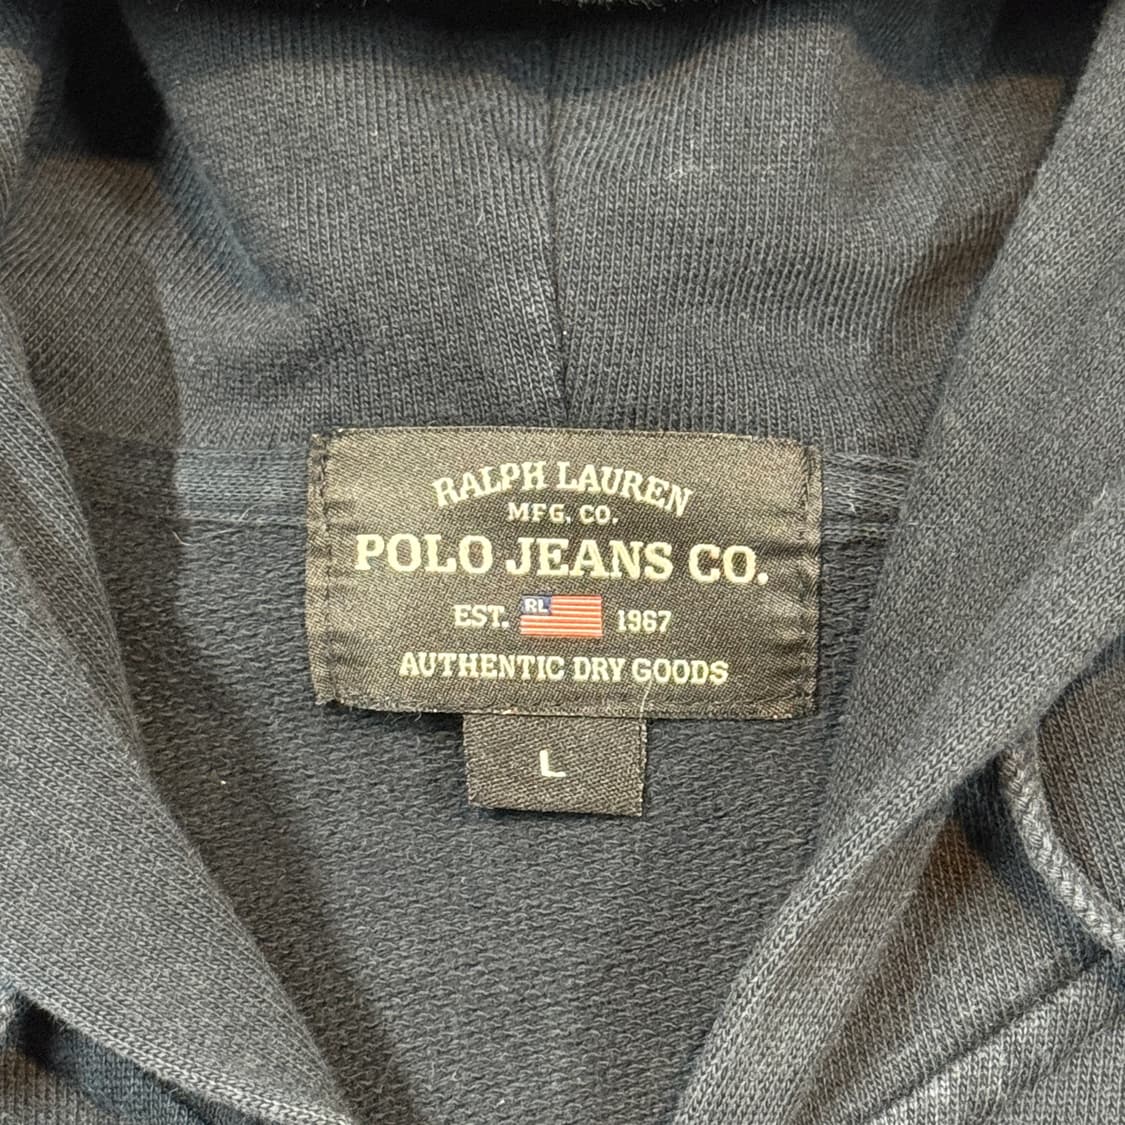 RALPH LAUREN
MFG. CO.
POLO JEANS CO.
EST. RL 1967
AUTHENTIC DRY GOODS
L